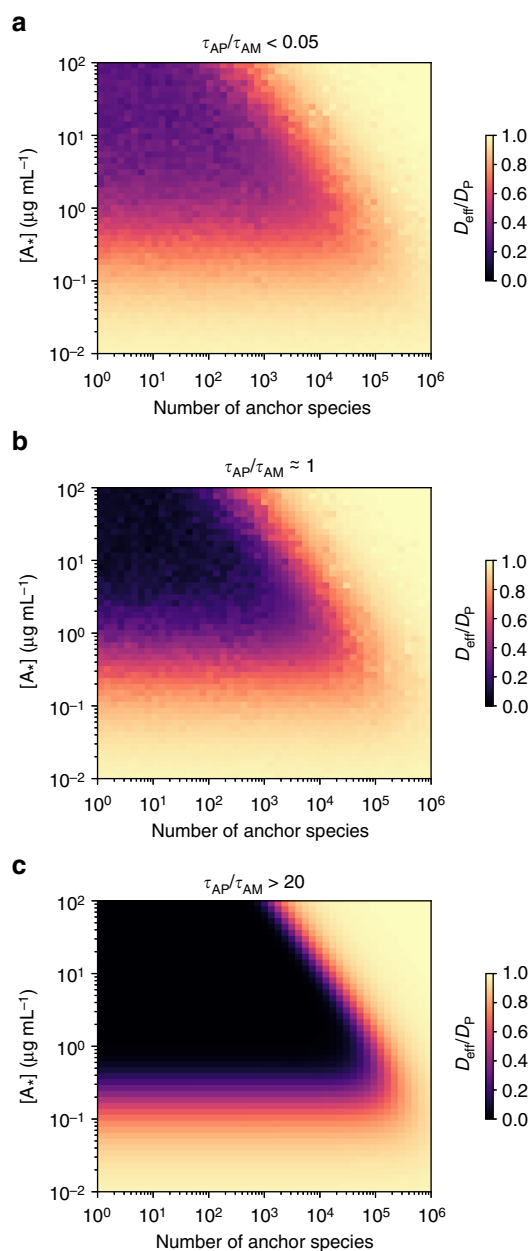 a
τAP/τAM < 0.05
10²
10¹
10⁰
10⁻¹
10⁻²
[A*] (μg mL⁻¹)
10⁰ 10¹ 10² 10³ 10⁴ 10⁵ 10⁶
Number of anchor species
1.0
0.8
0.6
0.4
0.2
0.0
Deff/DP
b
τAP/τAM ≈ 1
10²
10¹
10⁰
10⁻¹
10⁻²
[A*] (μg mL⁻¹)
10⁰ 10¹ 10² 10³ 10⁴ 10⁵ 10⁶
Number of anchor species
1.0
0.8
0.6
0.4
0.2
0.0
Deff/DP
c
τAP/τAM > 20
10²
10¹
10⁰
10⁻¹
10⁻²
[A*] (μg mL⁻¹)
10⁰ 10¹ 10² 10³ 10⁴ 10⁵ 10⁶
Number of anchor species
1.0
0.8
0.6
0.4
0.2
0.0
Deff/DP